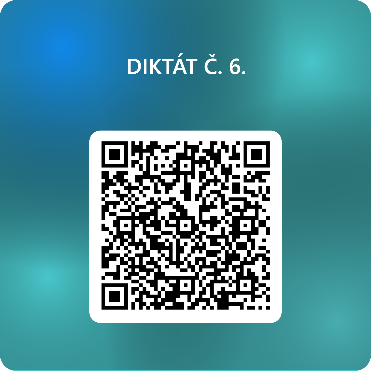 DIKTÁT Č. 6.